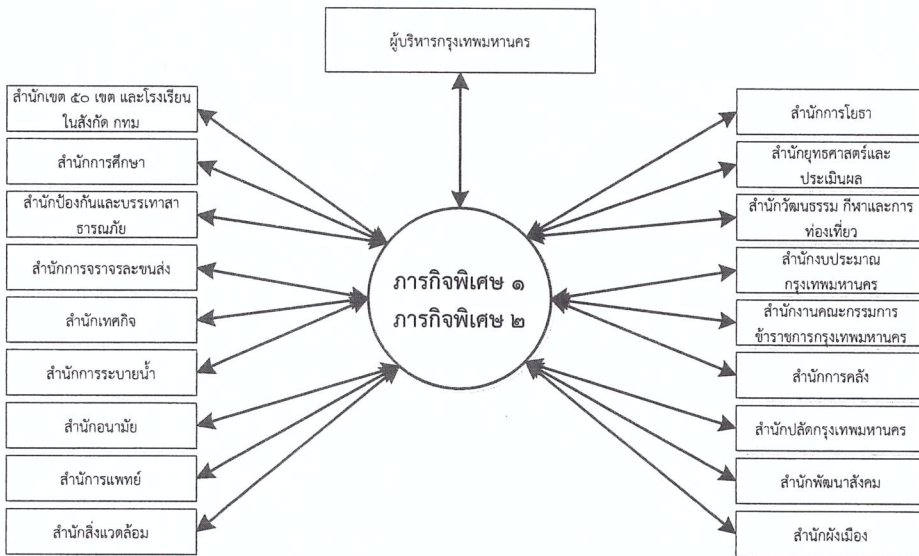 ผู้บริหารกรุงเทพมหานคร
สำนักเขต ๕๐ เขต และโรงเรียน
ในสังกัด กทม
สำนักการศึกษา
สำนักป้องกันและบรรเทาสา
ธารณภัย
สำนักการจราจรละขนส่ง
สำนักเทศกิจ
สำนักการระบายน้ำ
สำนักอนามัย
สำนักการแพทย์
สำนักสิ่งแวดล้อม
ภารกิจพิเศษ ๑
ภารกิจพิเศษ ๒
สำนักการโยธา
สำนักยุทธศาสตร์และ
ประเมินผล
สำนักวัฒนธรรม กีฬาและการ
ท่องเที่ยว
สำนักงบประมาณ
กรุงเทพมหานคร
สำนักงานคณะกรรมการ
ข้าราชการกรุงเทพมหานคร
สำนักการคลัง
สำนักปลัดกรุงเทพมหานคร
สำนักพัฒนาสังคม
สำนักผังเมือง